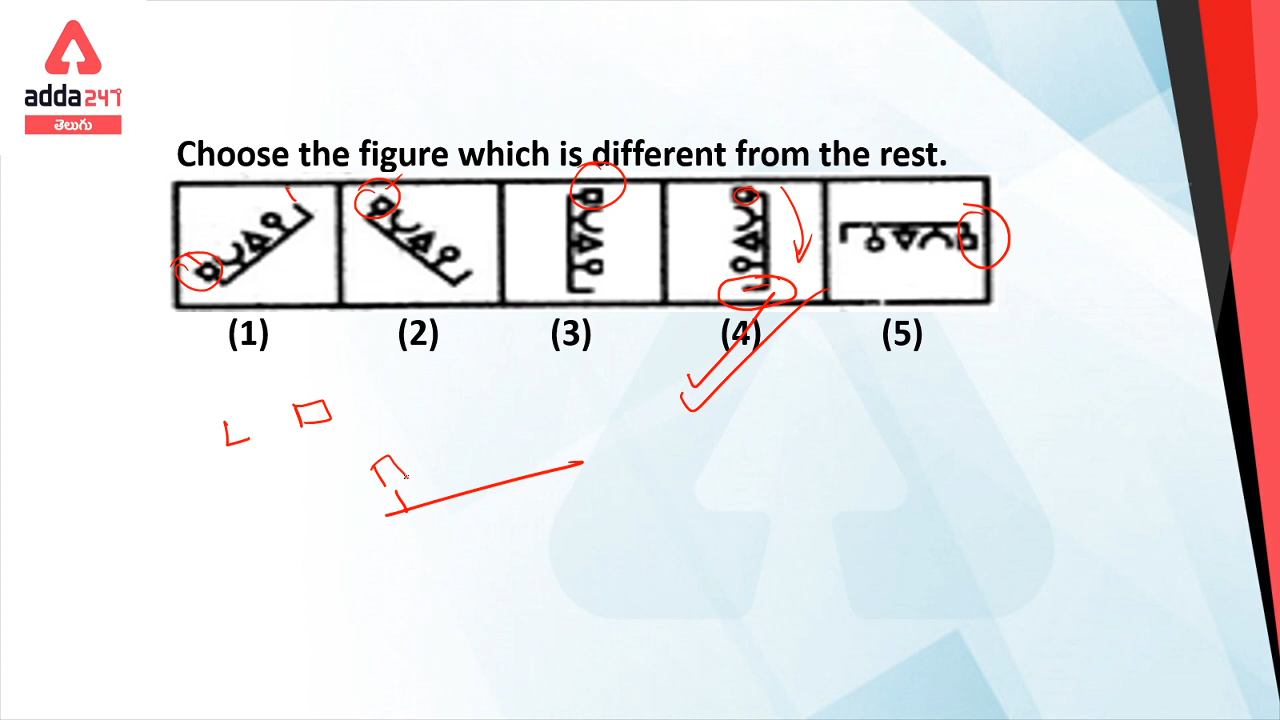 adda247
తెలుగు
Choose the figure which is different from the rest.
(1) (2) (3) (4) (5)